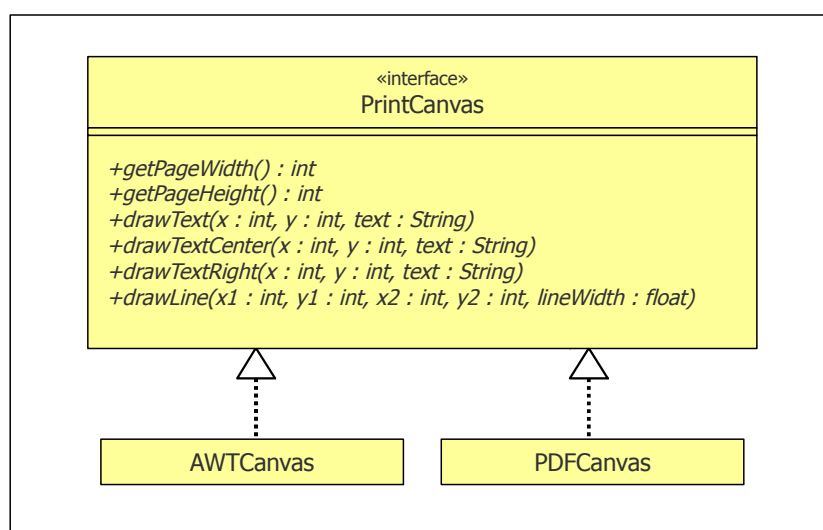 «interface»
PrintCanvas
+getPageWidth() : int
+getPageHeight() : int
+drawText(x : int, y : int, text : String)
+drawTextCenter(x : int, y : int, text : String)
+drawTextRight(x : int, y : int, text : String)
+drawLine(x1 : int, y1 : int, x2 : int, y2 : int, lineWidth : float)
AWTCanvas
PDFCanvas